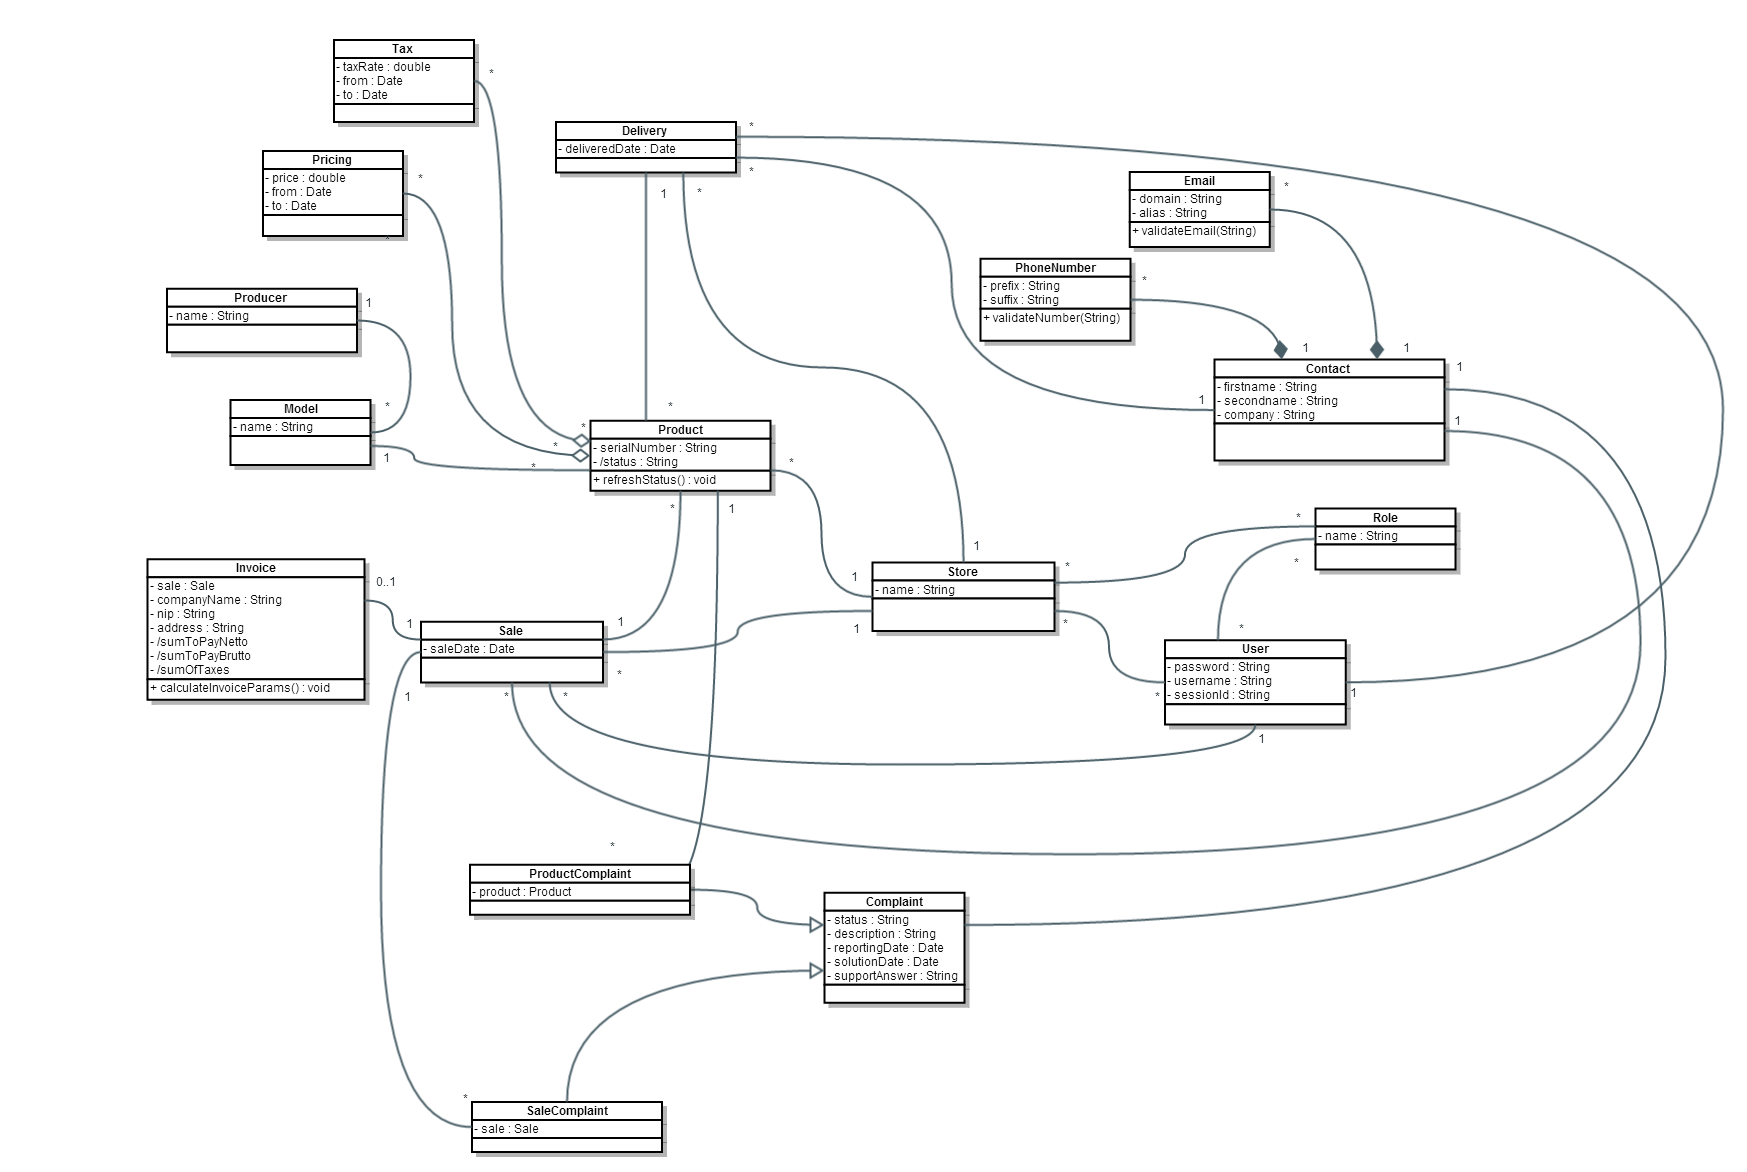 Tax
- taxRate : double
- from : Date
- to : Date
*
Delivery
- deliveredDate : Date
*
*
1
*
Pricing
- price : double
- from : Date
- to : Date
*
*
Email
- domain : String
- alias : String
+ validateEmail(String)
*
PhoneNumber
- prefix : String
- suffix : String
+ validateNumber(String)
*
Producer
- name : String
1
Contact
- firstname : String
- secondname : String
- company : String
1
1
1
1
1
Model
- name : String
*
1
Product
- serialNumber : String
- /status : String
+ refreshStatus() : void
*
*
*
*
*
*
1
Role
- name : String
*
*
Store
- name : String
1
1
1
*
*
Invoice
- sale : Sale
- companyName : String
- nip : String
- address : String
- /sumToPayNetto
- /sumToPayBrutto
- /sumOfTaxes
+ calculateInvoiceParams() : void
0..1
Sale
- saleDate : Date
1
1
1
*
*
*
User
- password : String
- username : String
- sessionId : String
*
*
1
1
ProductComplaint
- product : Product
*
Complaint
- status : String
- description : String
- reportingDate : Date
- solutionDate : Date
- supportAnswer : String
SaleComplaint
- sale : Sale
*